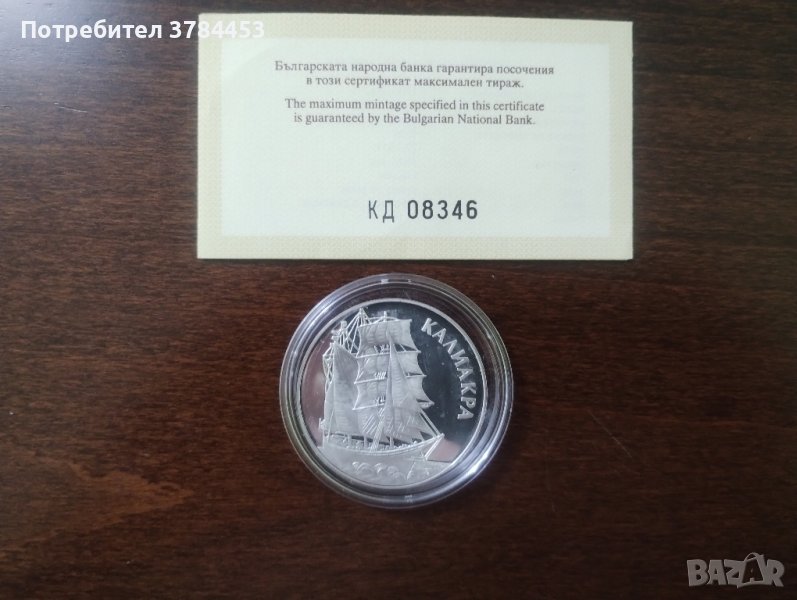 Потребител 3784453
Българската народна банка гарантира посочения
в този сертификат максимален тираж.
The maximum mintage specified in this certificate
is guaranteed by the Bulgarian National Bank.
КД 08346
КАЛИАКРА
BAZAR